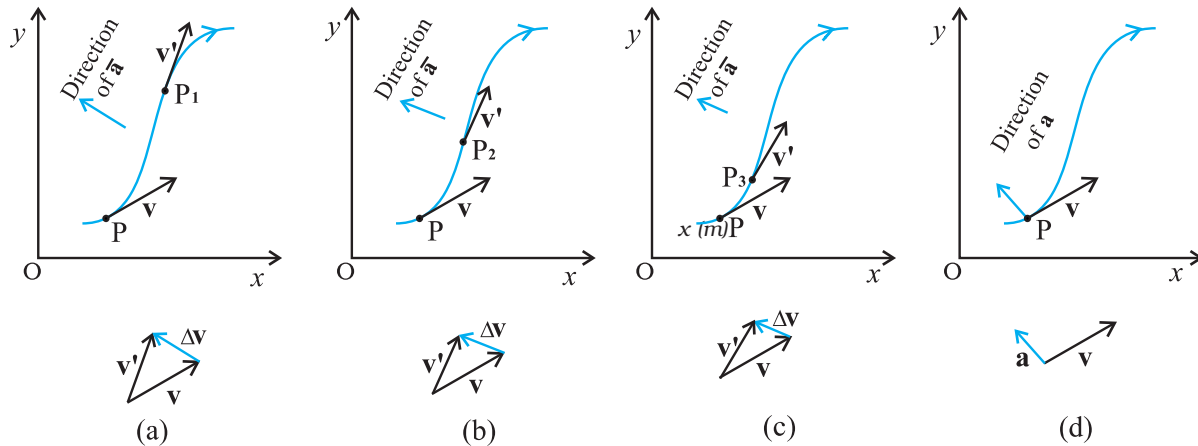 y
v'
Direction
of a̅
P₁
v
P
O
x
Δv
v'
v
(a)
y
Direction
of a̅
v'
P₂
v
P
O
x
Δv
v'
v
(b)
y
Direction
of a̅
v'
P₃
v
x (m)P
O
x
Δv
v'
v
(c)
y
Direction
of a
v
P
O
x
a
v
(d)